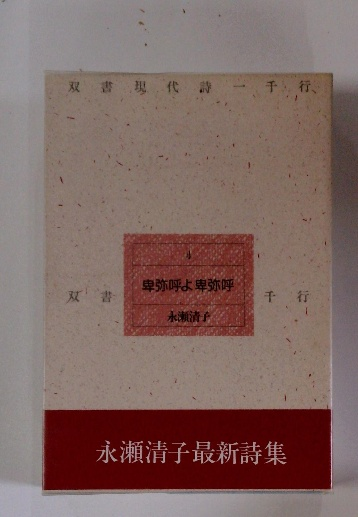 双書現代詩一千行
4
卑弥呼よ卑弥呼
永瀬清子
双書 千行
永瀬清子最新詩集